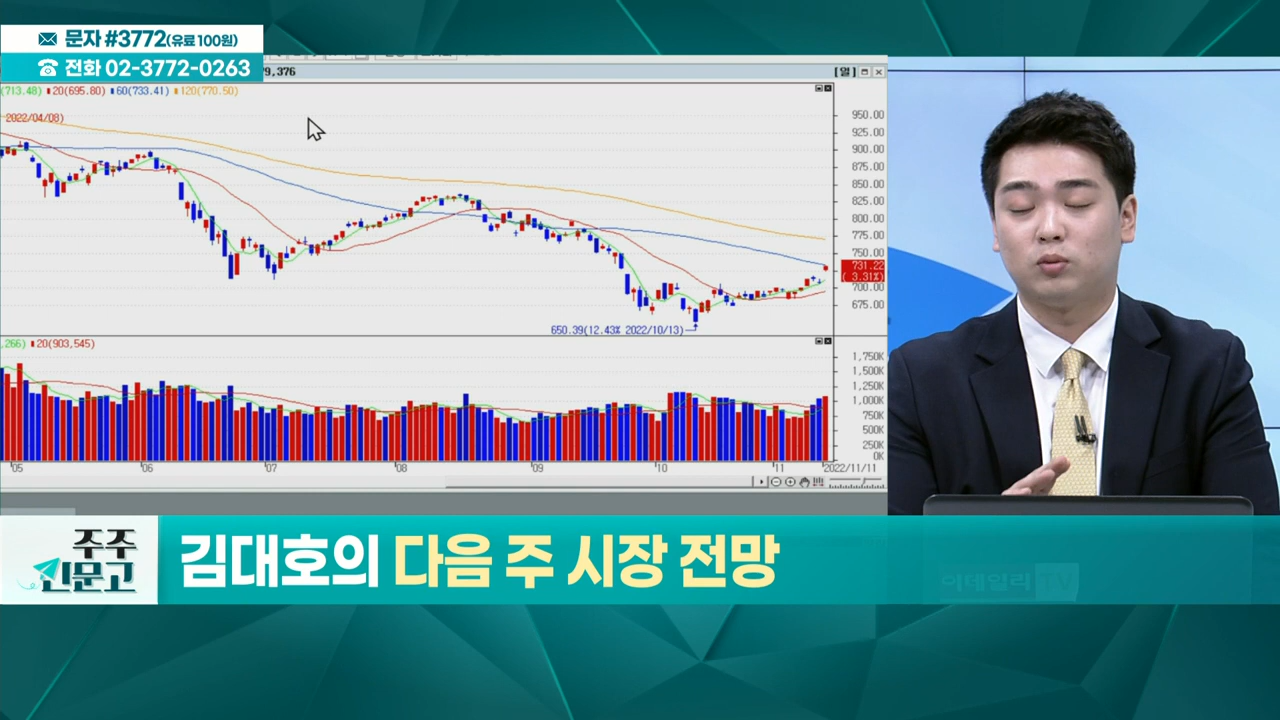 문자 #3772(유료 100원)
전화 02-3772-0263
79,376
[일]
(713.48) 20(695.80) 60(733.41) 120(770.50)
2022/04/08)
950.00
925.00
900.00
875.00
850.00
825.00
800.00
775.00
750.00
731.22
( 3.31%)
700.00
675.00
650.39(12.43% 2022/10/13)
,266) 20(903,545)
1,750K
1,500K
1,250K
1,000K
750K
500K
250K
0K
05 06 07 08 09 10 11 2022/11/11
주주
신문고
김대호의 다음 주 시장 전망
이데일리 TV